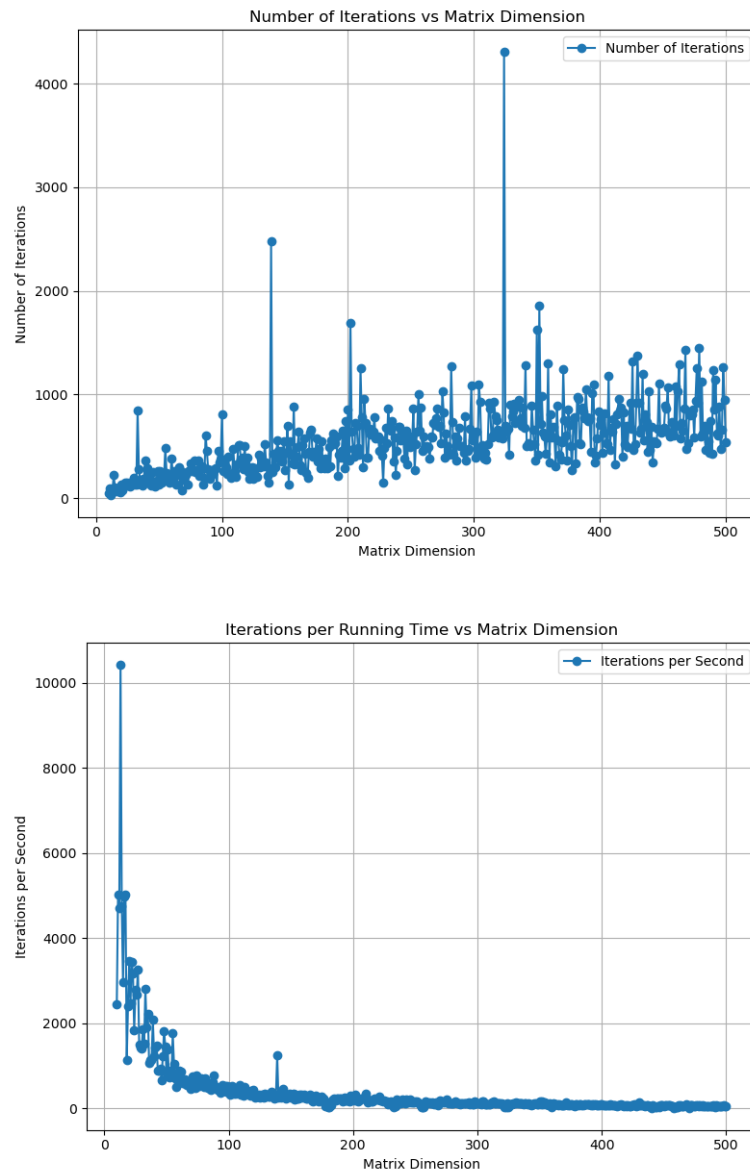 Number of Iterations vs Matrix Dimension
Number of Iterations
4000
3000
2000
1000
0
Number of Iterations
0
100
200
300
400
500
Matrix Dimension
Iterations per Running Time vs Matrix Dimension
Iterations per Second
10000
8000
6000
4000
2000
0
Iterations per Second
0
100
200
300
400
500
Matrix Dimension